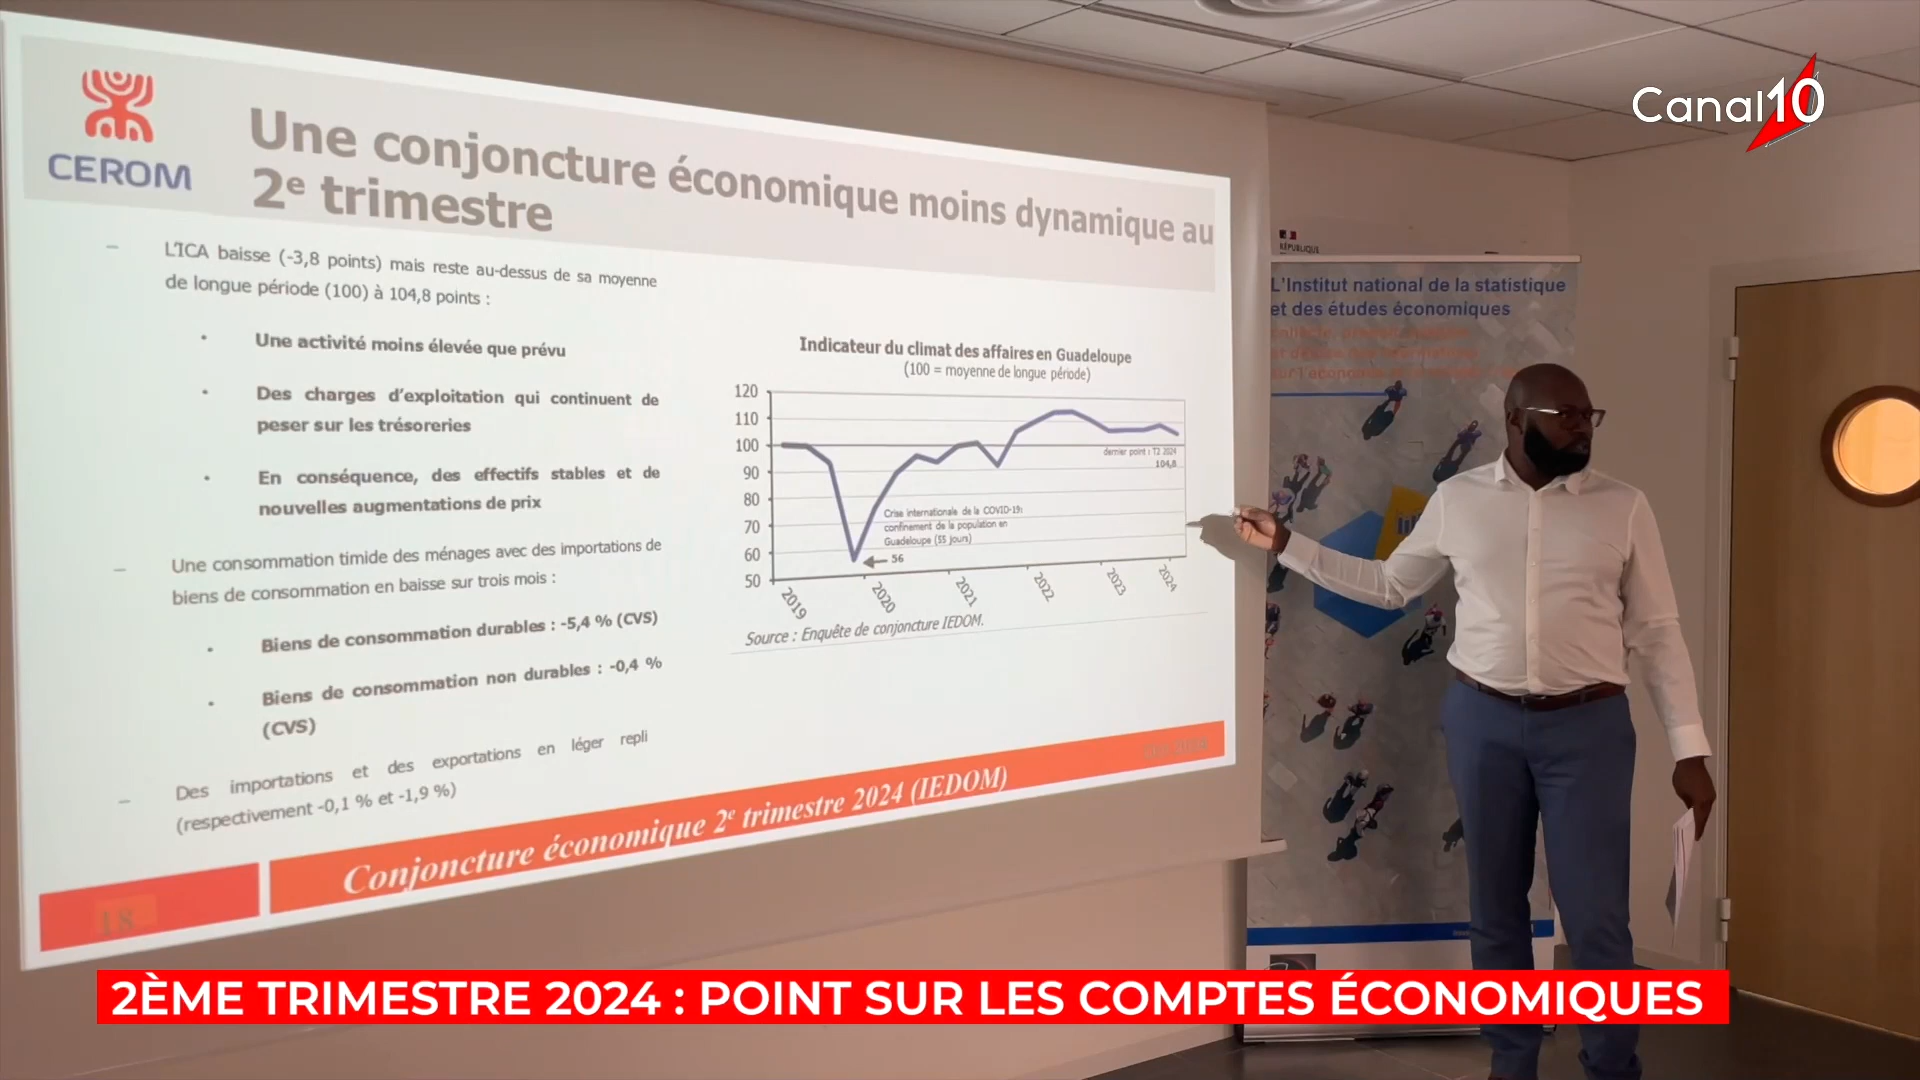 Canal10
CEROM
Une conjoncture économique moins dynamique au
2e trimestre
– L'ICA baisse (-3,8 points) mais reste au-dessus de sa moyenne
de longue période (100) à 104,8 points :
• Une activité moins élevée que prévu
• Des charges d'exploitation qui continuent de
peser sur les trésoreries
• En conséquence, des effectifs stables et de
nouvelles augmentations de prix
– Une consommation timide des ménages avec des importations de
biens de consommation en baisse sur trois mois :
• Biens de consommation durables : -5,4 % (CVS)
• Biens de consommation non durables : -0,4 %
(CVS)
– Des importations et des exportations en léger repli
(respectivement -0,1 % et -1,9 %)
Indicateur du climat des affaires en Guadeloupe
(100 = moyenne de longue période)
120
110
100
90
80
70
60
50
dernier point : T2 2024
104,8
Crise internationale de la COVID-19:
confinement de la population en
Guadeloupe (55 jours)
56
2019
2020
2021
2022
2023
2024
Source : Enquête de conjoncture IEDOM.
Conjoncture économique 2e trimestre 2024 (IEDOM)
18
RÉPUBLIQUE
L'Institut national de la statistique
et des études économiques
2ÈME TRIMESTRE 2024 : POINT SUR LES COMPTES ÉCONOMIQUES